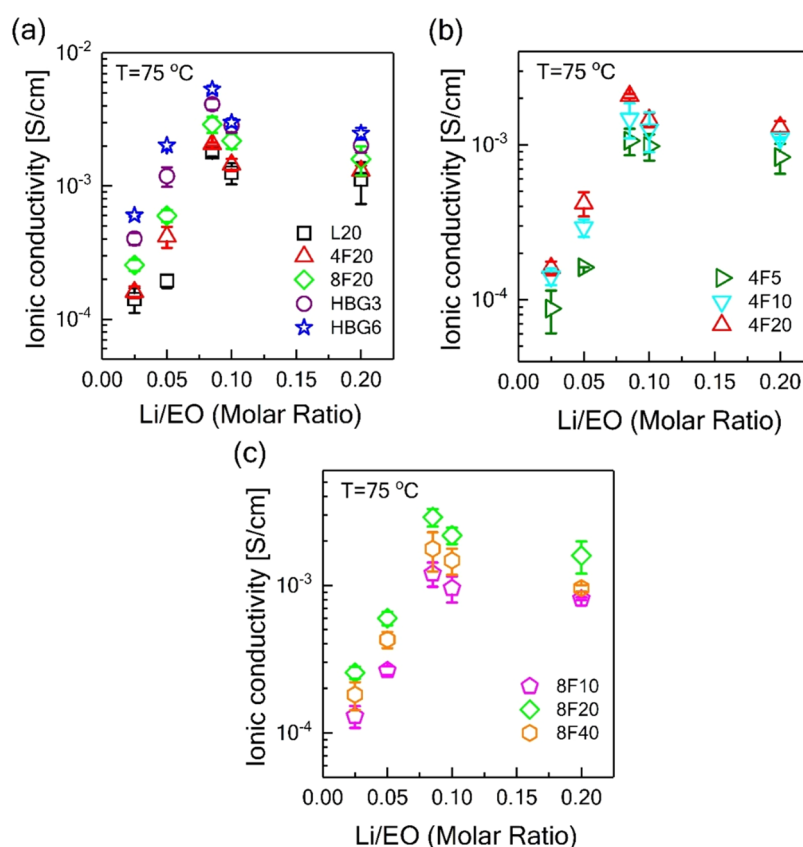 (a)
T=75 °C
Ionic conductivity [S/cm]
10⁻²
10⁻³
10⁻⁴
L20
4F20
8F20
HBG3
HBG6
0.00 0.05 0.10 0.15 0.20
Li/EO (Molar Ratio)
(b)
T=75 °C
Ionic conductivity [S/cm]
10⁻³
10⁻⁴
4F5
4F10
4F20
0.00 0.05 0.10 0.15 0.20
Li/EO (Molar Ratio)
(c)
T=75 °C
Ionic conductivity [S/cm]
10⁻³
10⁻⁴
8F10
8F20
8F40
0.00 0.05 0.10 0.15 0.20
Li/EO (Molar Ratio)